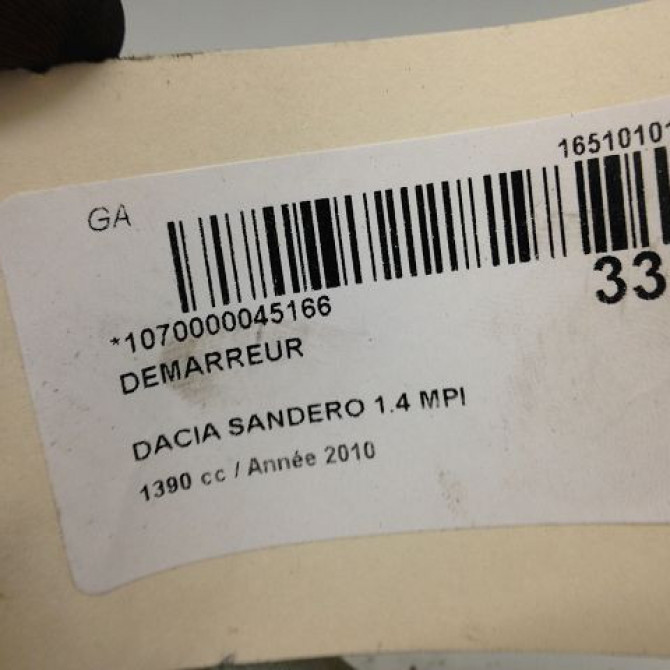 16510101
GA
33
*1070000045166
DEMARREUR
DACIA SANDERO 1.4 MPI
1390 cc / Année 2010